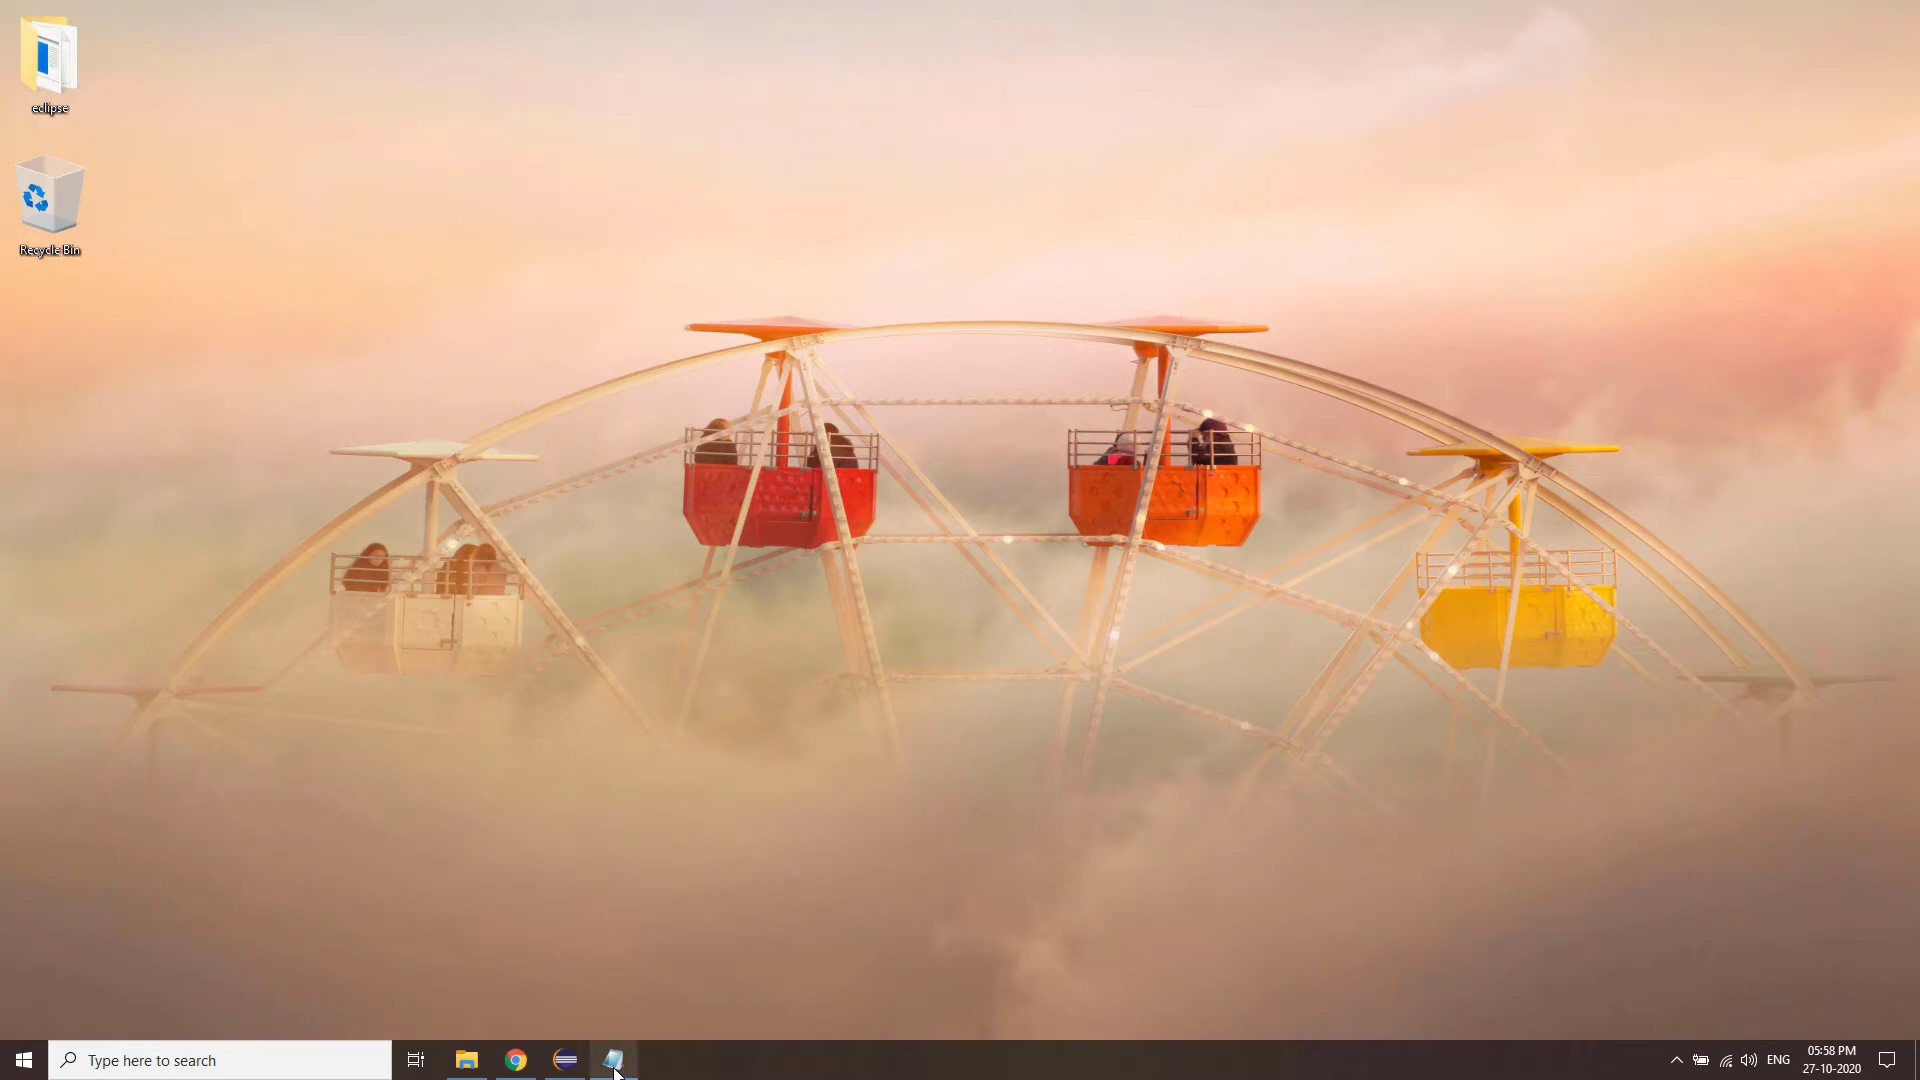 eclipse
Recycle Bin
Type here to search
ENG
05:58 PM
27-10-2020